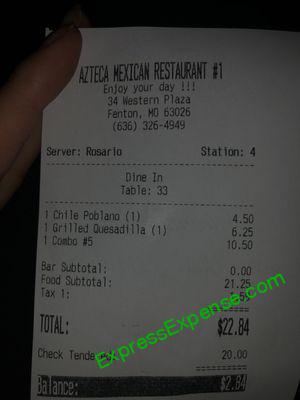 AZTECA MEXICAN RESTAURANT #1
Enjoy your day !!!
34 Western Plaza
Fenton, MO 63026
(636) 326-4949
Server: Rosario Station: 4
Dine In
Table: 33
1 Chile Poblano (1) 4.50
1 Grilled Quesadilla (1) 6.25
1 Combo #5 10.50
Bar Subtotal: 0.00
Food Subtotal: 21.25
Tax 1: 1.59
TOTAL: $22.84
Check Tendered: 20.00
Balance: $2.84
ExpressExpense.com